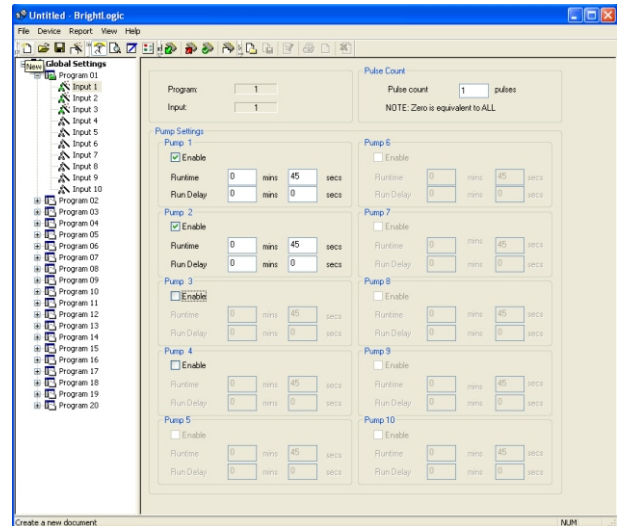 Untitled - BrightLogic
File Device Report View Help
New
Global Settings
Program 01
Input 1
Input 2
Input 3
Input 4
Input 5
Input 6
Input 7
Input 8
Input 9
Input 10
Program 02
Program 03
Program 04
Program 05
Program 06
Program 07
Program 08
Program 09
Program 10
Program 11
Program 12
Program 13
Program 14
Program 15
Program 16
Program 17
Program 18
Program 19
Program 20
Program: 1
Input: 1
Pulse Count
Pulse count 1 pulses
NOTE: Zero is equivalent to ALL
Pump Settings
Pump 1
Enable
Runtime 0 mins 45 secs
Run Delay 0 mins 0 secs
Pump 2
Enable
Runtime 0 mins 45 secs
Run Delay 0 mins 0 secs
Pump 3
Enable
Runtime 0 mins 45 secs
Run Delay 0 mins 0 secs
Pump 4
Enable
Runtime 0 mins 45 secs
Run Delay 0 mins 0 secs
Pump 5
Enable
Runtime 0 mins 45 secs
Run Delay 0 mins 0 secs
Pump 6
Enable
Runtime 0 mins 45 secs
Run Delay 0 mins 0 secs
Pump 7
Enable
Runtime 0 mins 45 secs
Run Delay 0 mins 0 secs
Pump 8
Enable
Runtime 0 mins 45 secs
Run Delay 0 mins 0 secs
Pump 9
Enable
Runtime 0 mins 45 secs
Run Delay 0 mins 0 secs
Pump 10
Enable
Runtime 0 mins 45 secs
Run Delay 0 mins 0 secs
Create a new document
NUM